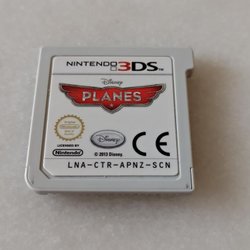 NINTENDO 3DS
Disney
PLANES
LICENSED BY
Nintendo
Disney
CE
© 2013 Disney
LNA-CTR-APNZ-SCN